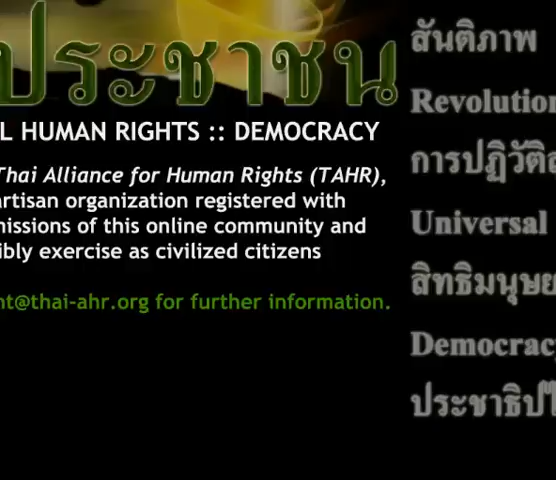 ประชาชน
L HUMAN RIGHTS :: DEMOCRACY
Thai Alliance for Human Rights (TAHR),
artisan organization registered with
missions of this online community and
ibly exercise as civilized citizens
nt@thai-ahr.org for further information.
สันติภาพ
Revolution
การปฏิวัติ
Universal
สิทธิมนุษย
Democracy
ประชาธิปไ